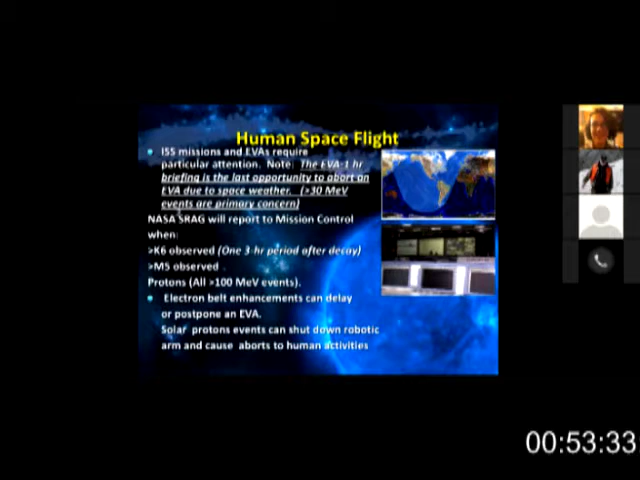 Human Space Flight
ISS missions and EVAs require
particular attention. Note: The EVA-1 hr
briefing is the last opportunity to abort an
EVA due to space weather. (>30 MeV
events are primary concern)
NASA SRAG will report to Mission Control
when:
>K6 observed (One 3-hr period after decay)
>M5 observed .
Protons (All >100 MeV events).
Electron belt enhancements can delay
or postpone an EVA.
Solar protons events can shut down robotic
arm and cause aborts to human activities
00:53:33